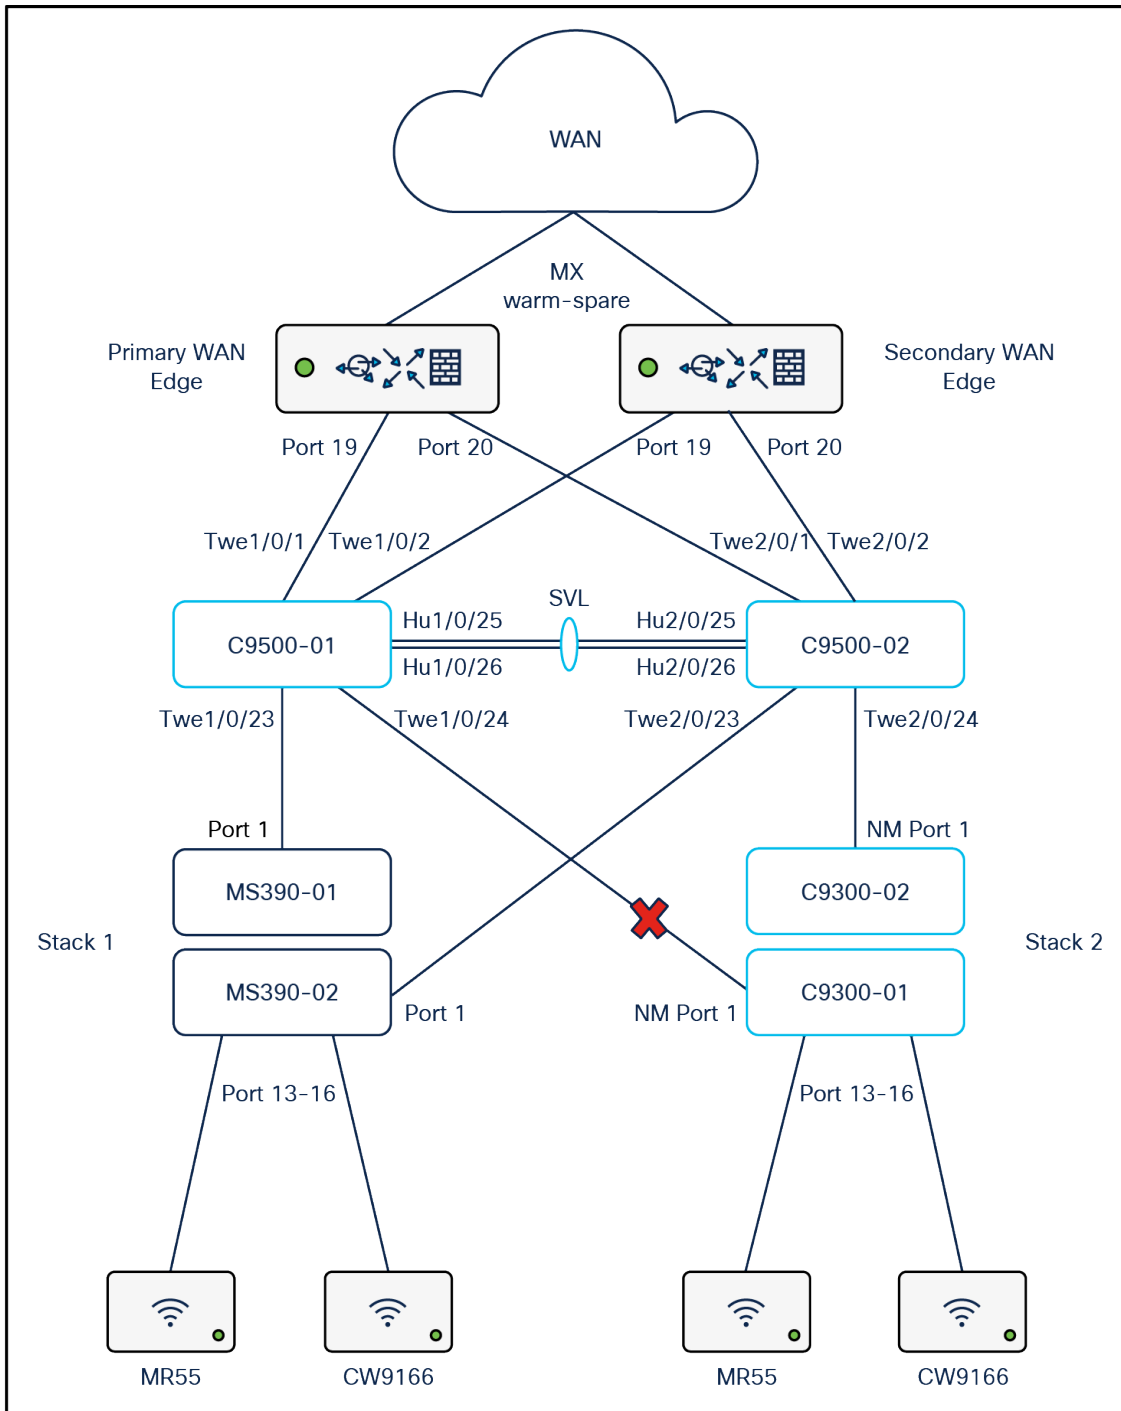 WAN
MX
warm-spare
Primary WAN
Edge
Secondary WAN
Edge
Port 19
Port 20
Port 19
Port 20
Twe1/0/1
Twe1/0/2
Twe2/0/1
Twe2/0/2
SVL
C9500-01
Hu1/0/25
Hu2/0/25
C9500-02
Hu1/0/26
Hu2/0/26
Twe1/0/23
Twe1/0/24
Twe2/0/23
Twe2/0/24
Port 1
NM Port 1
MS390-01
C9300-02
Stack 1
Stack 2
MS390-02
C9300-01
Port 1
NM Port 1
Port 13-16
Port 13-16
MR55
CW9166
MR55
CW9166